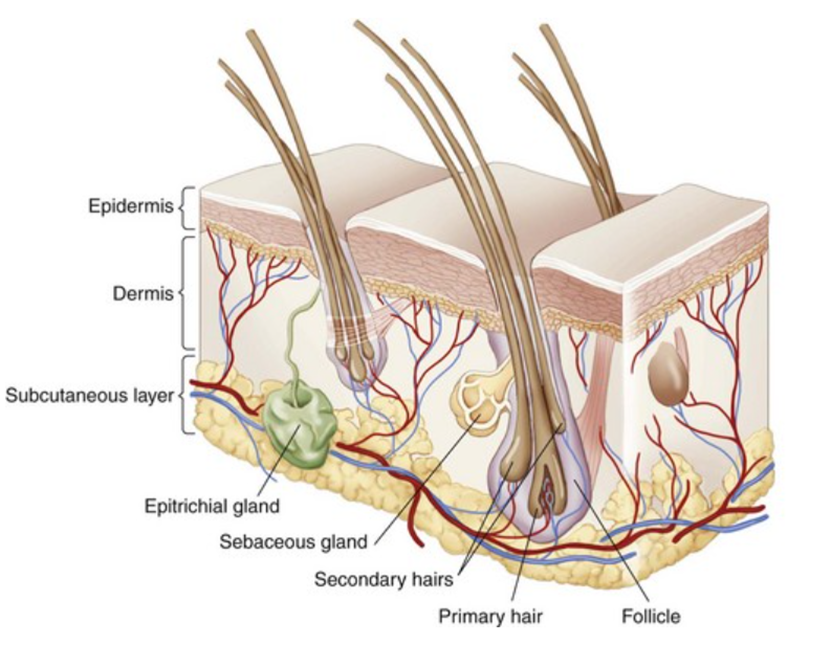 Epidermis
Dermis
Subcutaneous layer
Epitrichial gland
Sebaceous gland
Secondary hairs
Primary hair
Follicle